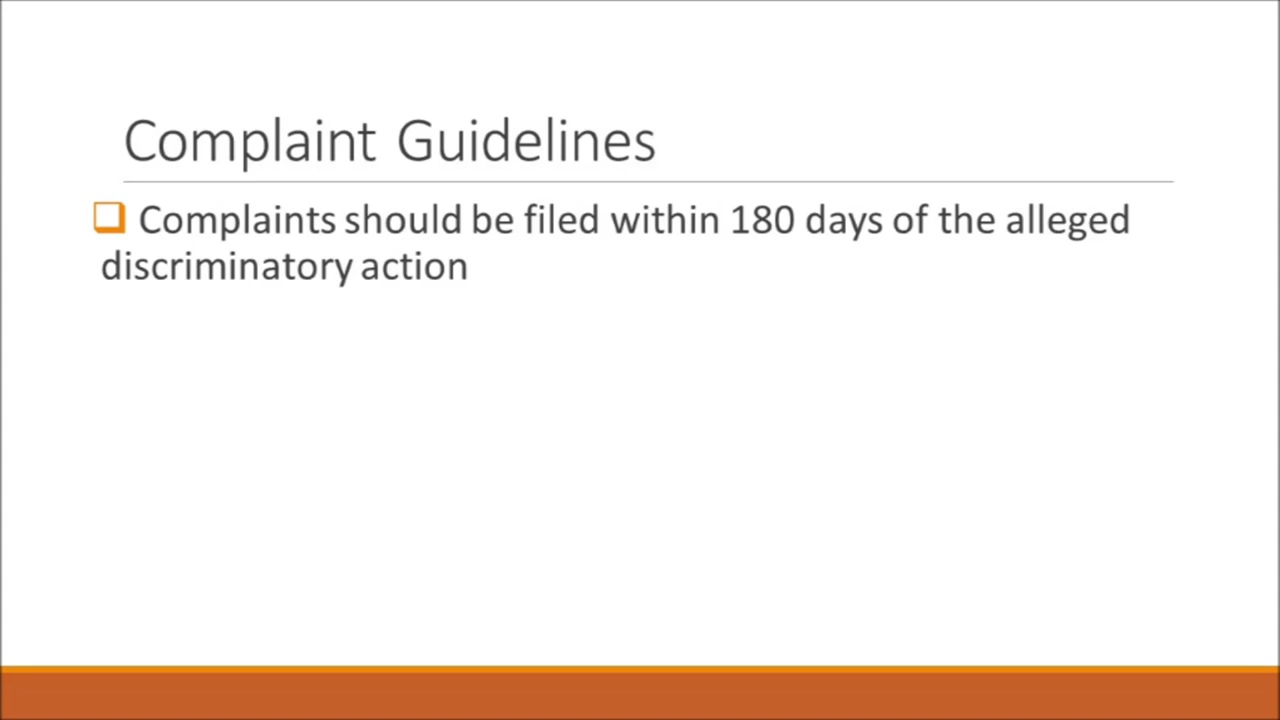 Complaint Guidelines
Complaints should be filed within 180 days of the alleged
discriminatory action